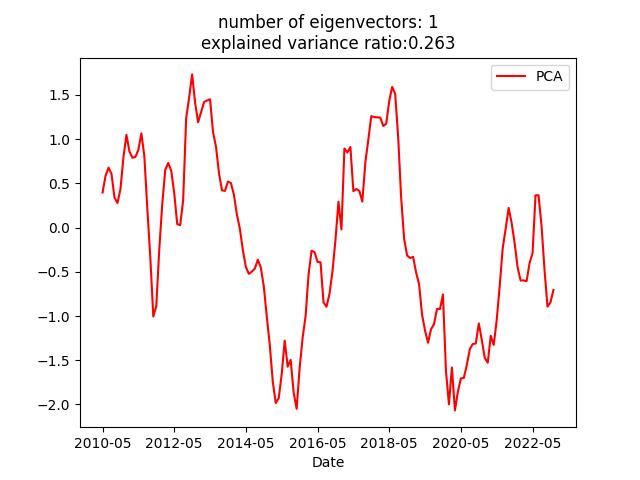 number of eigenvectors: 1
explained variance ratio:0.263
PCA
1.5
1.0
0.5
0.0
−0.5
−1.0
−1.5
−2.0
2010-05 2012-05 2014-05 2016-05 2018-05 2020-05 2022-05
Date